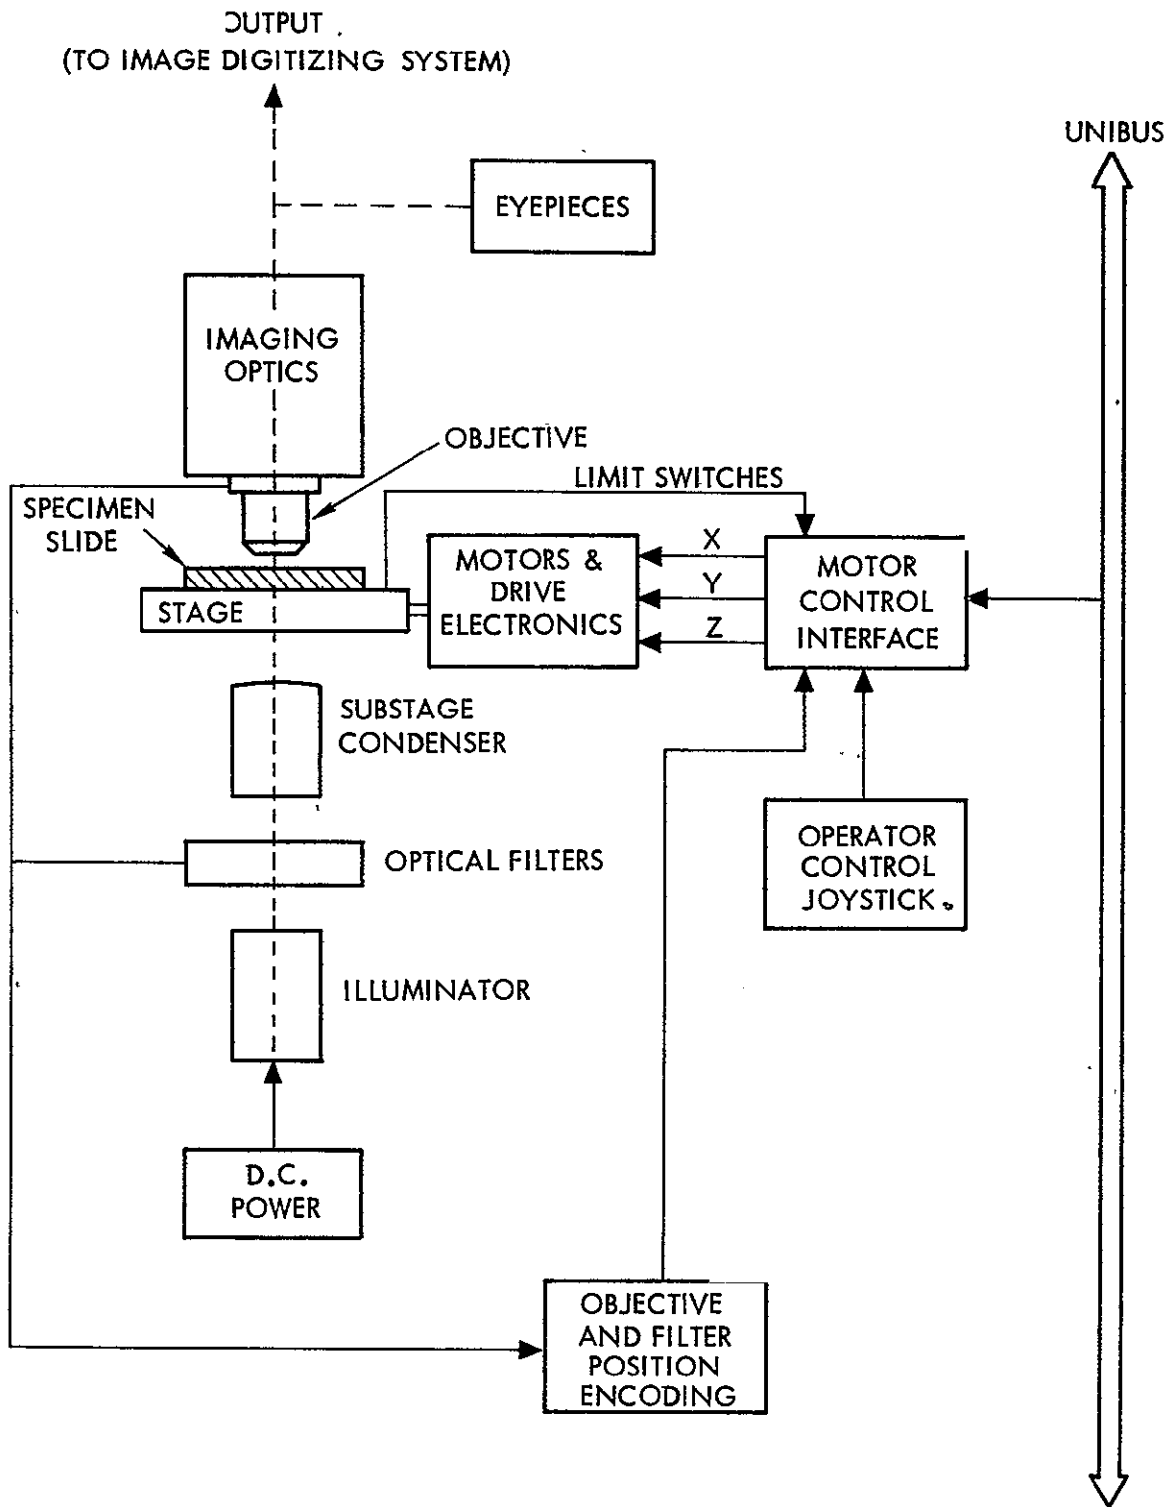 OUTPUT
(TO IMAGE DIGITIZING SYSTEM)
UNIBUS
EYEPIECES
IMAGING
OPTICS
OBJECTIVE
LIMIT SWITCHES
SPECIMEN
SLIDE
STAGE
MOTORS &
DRIVE
ELECTRONICS
X
Y
Z
MOTOR
CONTROL
INTERFACE
SUBSTAGE
CONDENSER
OPTICAL FILTERS
OPERATOR
CONTROL
JOYSTICK
ILLUMINATOR
D.C.
POWER
OBJECTIVE
AND FILTER
POSITION
ENCODING